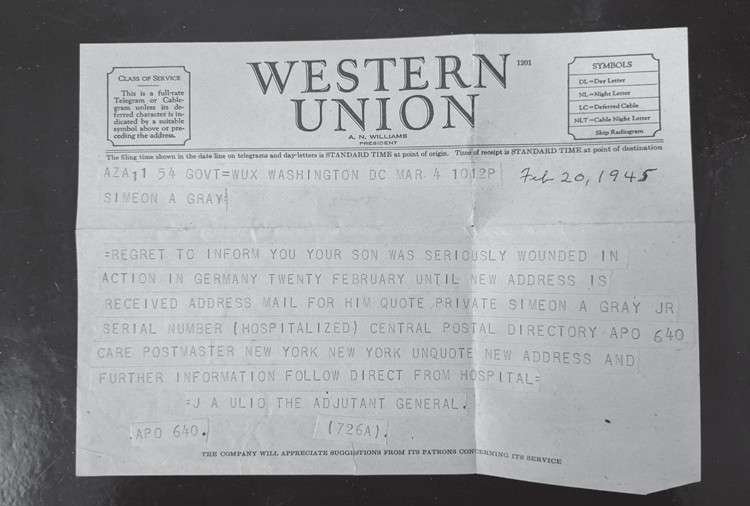 CLASS OF SERVICE
This is a full-rate
Telegram or Cable-
gram unless its de-
ferred character is in-
dicated by a suitable
symbol above or pre-
ceding the address.
WESTERN
UNION
1201
A. N. WILLIAMS
PRESIDENT
SYMBOLS
DL=Day Letter
NL=Night Letter
LC=Deferred Cable
NLT=Cable Night Letter
Ship Radiogram
The filing time shown in the date line on telegrams and day-letters is STANDARD TIME at point of origin. Time of receipt is STANDARD TIME at point of destination
AZA11 54 GOVT=WUX WASHINGTON DC MAR 4 1012P
Feb 20, 1945
SIMEON A GRAY=
=REGRET TO INFORM YOU YOUR SON WAS SERIOUSLY WOUNDED IN
ACTION IN GERMANY TWENTY FEBRUARY UNTIL NEW ADDRESS IS
RECEIVED ADDRESS MAIL FOR HIM QUOTE PRIVATE SIMEON A GRAY JR
SERIAL NUMBER (HOSPITALIZED) CENTRAL POSTAL DIRECTORY APO 640
CARE POSTMASTER NEW YORK NEW YORK UNQUOTE NEW ADDRESS AND
FURTHER INFORMATION FOLLOW DIRECT FROM HOSPITAL=
=J A ULIO THE ADJUTANT GENERAL.
APO 640. (726A).
THE COMPANY WILL APPRECIATE SUGGESTIONS FROM ITS PATRONS CONCERNING ITS SERVICE